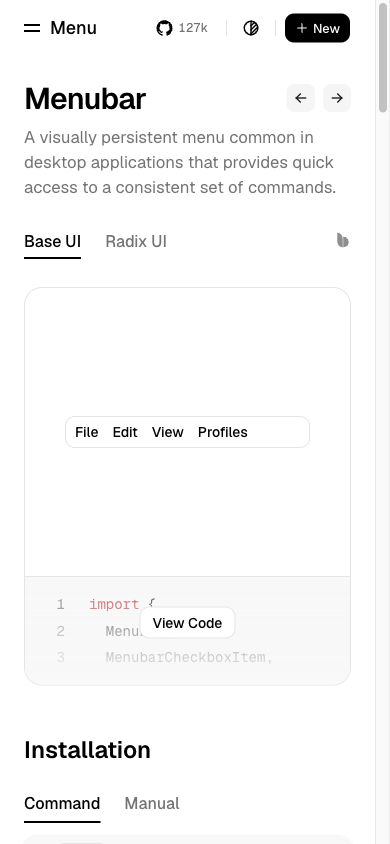 Menu 127k New
Menubar
A visually persistent menu common in
desktop applications that provides quick
access to a consistent set of commands.
Base UI Radix UI
File Edit View Profiles
1 import {
View Code
2 Menu
3 MenubarCheckboxItem,
Installation
Command Manual